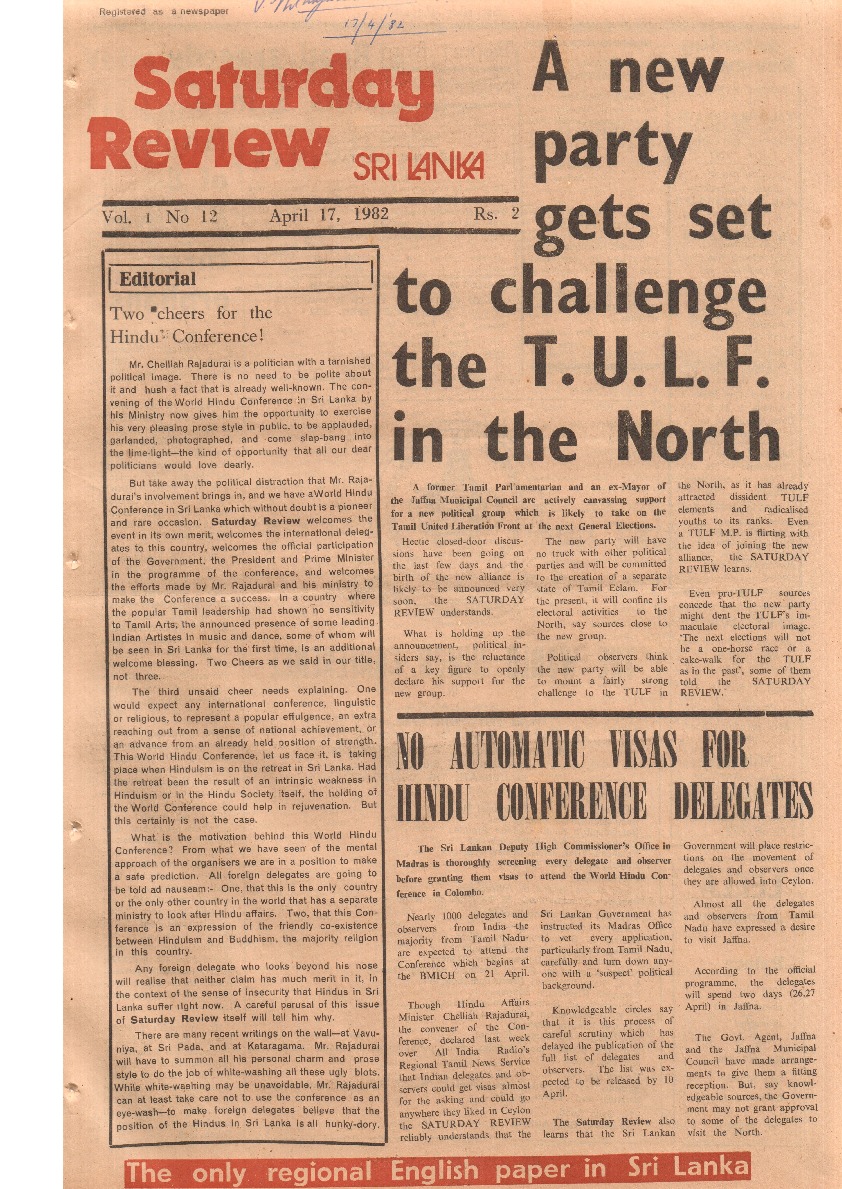 Registered as a newspaper
17/4/82
Saturday
Review SRI LANKA
Vol. 1 No 12 April 17, 1982 Rs. 2
A new
party
gets set
to challenge
the T. U. L. F.
in the North
Editorial
Two cheers for the
Hindu Conference!
Mr. Chelliah Rajadurai is a politician with a tarnished
political image. There is no need to be polite about
it and hush a fact that is already well-known. The con-
vening of the World Hindu Conference in Sri Lanka by
his Ministry now gives him the opportunity to exercise
his very pleasing prose style in public, to be applauded,
garlanded, photographed, and come slap-bang into
the lime-light—the kind of opportunity that all our dear
politicians would love dearly.
But take away the political distraction that Mr. Raja-
durai's involvement brings in, and we have a World Hindu
Conference in Sri Lanka which without doubt is a pioneer
and rare occasion. Saturday Review welcomes the
event in its own merit, welcomes the international deleg-
ates to this country, welcomes the official participation
of the Government, the President and Prime Minister
in the programme of the conference, and welcomes
the efforts made by Mr. Rajadurai and his ministry to
make the Conference a success. In a country where
the popular Tamil leadership had shown no sensitivity
to Tamil Arts, the announced presence of some leading
Indian Artistes in music and dance, some of whom will
be seen in Sri Lanka for the first time, is an additional
welcome blessing. Two Cheers as we said in our title,
not three.
The third unsaid cheer needs explaining. One
would expect any international conference, linguistic
or religious, to represent a popular effulgence, an extra
reaching out from a sense of national achievement, or
an advance from an already held position of strength.
This World Hindu Conference, let us face it, is taking
place when Hinduism is on the retreat in Sri Lanka. Had
the retreat been the result of an intrinsic weakness in
Hinduism or in the Hindu Society itself, the holding of
the World Conference could help in rejuvenation. But
this certainly is not the case.
What is the motivation behind this World Hindu
Conference? From what we have seen of the mental
approach of the organisers we are in a position to make
a safe prediction. All foreign delegates are going to
be told ad nauseam:- One, that this is the only country
or the only other country in the world that has a separate
ministry to look after Hindu affairs. Two, that this Con-
ference is an expression of the friendly co-existence
between Hinduism and Buddhism, the majority religion
in this country.
Any foreign delegate who looks beyond his nose
will realise that neither claim has much merit in it, in
the context of the sense of insecurity that Hindus in Sri
Lanka suffer right now. A careful perusal of this issue
of Saturday Review itself will tell him why.
There are many recent writings on the wall—at Vavu-
niya, at Sri Pada, and at Kataragama. Mr. Rajadurai
will have to summon all his personal charm and prose
style to do the job of white-washing all these ugly blots.
While white-washing may be unavoidable, Mr. Rajadurai
can at least take care not to use the conference as an
eye-wash—to make foreign delegates believe that the
position of the Hindus in Sri Lanka is all hunky-dory.
A former Tamil Parliamentarian and an ex-Mayor of
the Jaffna Municipal Council are actively canvassing support
for a new political group which is likely to take on the
Tamil United Liberation Front at the next General Elections.
Hectic closed-door discus-
sions have been going on
the last few days and the
birth of the new alliance is
likely to be announced very
soon, the SATURDAY
REVIEW understands.
What is holding up the
announcement, political in-
siders say, is the reluctance
of a key figure to openly
declare his support for the
new group.
The new party will have
no truck with other political
parties and will be committed
to the creation of a separate
state of Tamil Eelam. For
the present, it will confine its
electoral activities to the
North, say sources close to
the new group.
Political observers think
the new party will be able
to mount a fairly strong
challenge to the TULF in
the North, as it has already
attracted dissident TULF
elements and radicalised
youths to its ranks. Even
a TULF M.P. is flirting with
the idea of joining the new
alliance, the SATURDAY
REVIEW learns.
Even pro-TULF sources
concede that the new party
might dent the TULF's im-
maculate electoral image.
'The next elections will not
be a one-horse race or a
cake-walk for the TULF
as in the past', some of them
told the SATURDAY
REVIEW.
NO AUTOMATIC VISAS FOR
HINDU CONFERENCE DELEGATES
The Sri Lankan Deputy High Commissioner's Office in
Madras is thoroughly screening every delegate and observer
before granting them visas to attend the World Hindu Con-
ference in Colombo.
Nearly 1000 delegates and
observers from India -the
majority from Tamil Nadu-
are expected to attend the
Conference which begins at
the BMICH on 21 April.
Though Hindu Affairs
Minister Chelliah Rajadurai,
the convener of the Con-
ference, declared last week
over All India Radio's
Regional Tamil News Service
that Indian delegates and ob-
servers could get visas almost
for the asking and could go
anywhere they liked in Ceylon
the SATURDAY REVIEW
reliably understands that the
Sri Lankan Government has
instructed its Madras Office
to vet every application,
particularly from Tamil Nadu,
carefully and turn down any-
one with a 'suspect' political
background.
Knowledgeable circles say
that it is this process of
careful scrutiny which has
delayed the publication of the
full list of delegates and
observers. The list was ex-
pected to be released by 10
April.
The Saturday Review also
learns that the Sri Lankan
Government will place restric-
tions on the movement of
delegates and observers once
they are allowed into Ceylon.
Almost all the delegates
and observers from Tamil
Nadu have expressed a desire
to visit Jaffna.
According to the official
programme, the delegates
will spend two days (26,27
April) in Jaffna.
The Govt. Agent, Jaffna
and the Jaffna Municipal
Council have made arrange-
ments to give them a fitting
reception. But, say knowl-
edgeable sources, the Govern-
ment may not grant approval
to some of the delegates to
visit the North.
The only regional English paper in Sri Lanka